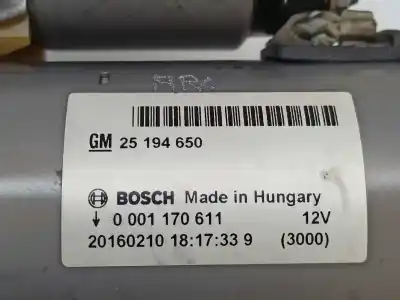 GM 25 194 650
BOSCH Made in Hungary
0 001 170 611 12V
20160210 18:17:33 9 (3000)